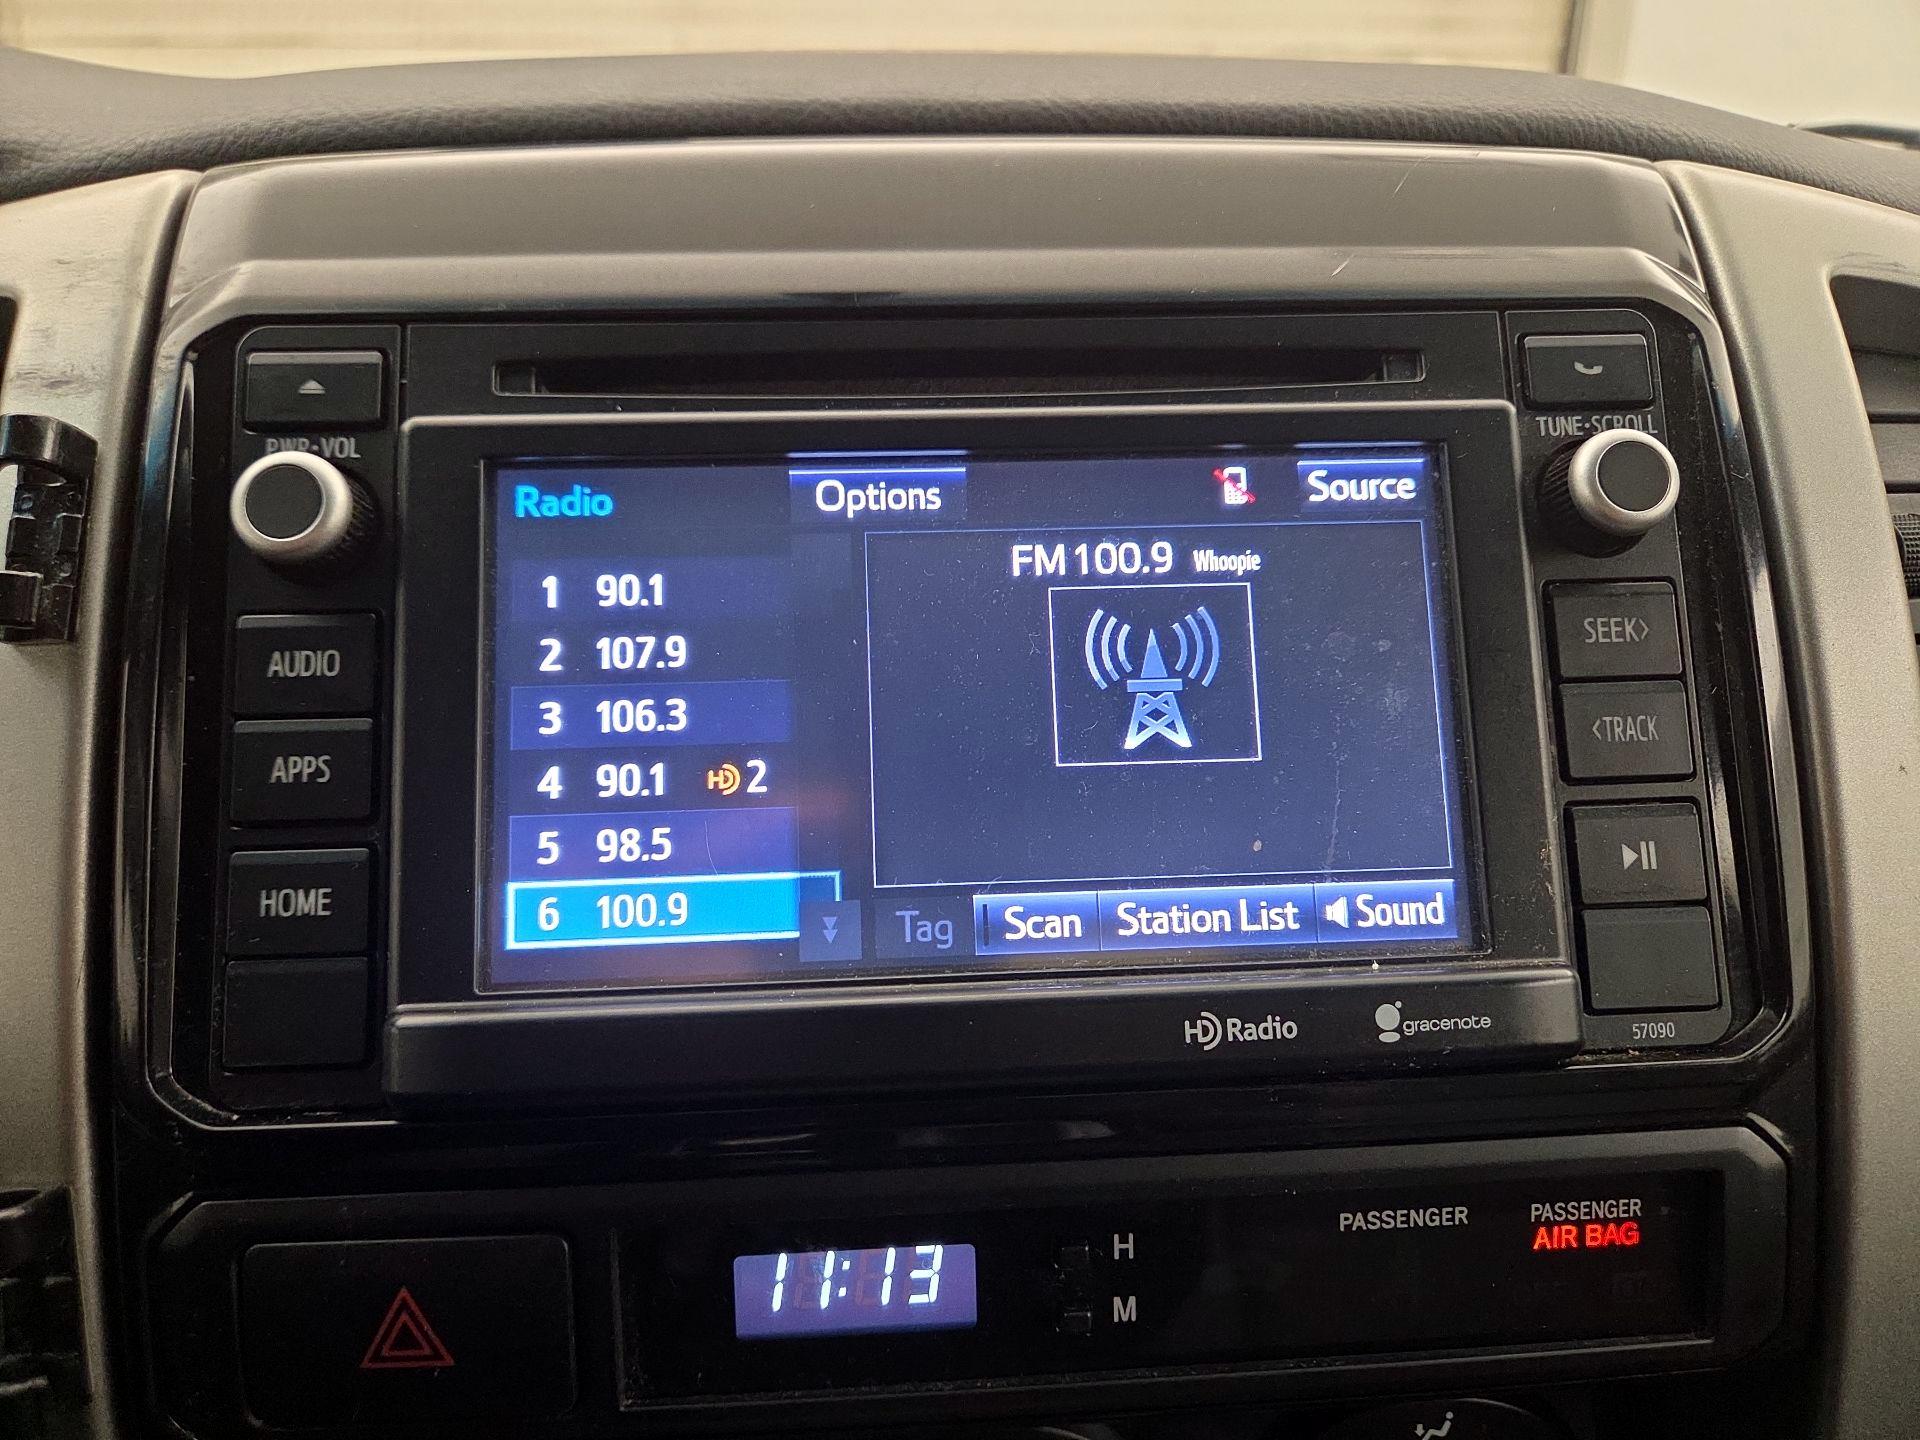 PWR•VOL
TUNE•SCROLL
Radio
Options
Source
FM 100.9 Whoopie
1 90.1
2 107.9
3 106.3
4 90.1 HD 2
5 98.5
6 100.9
Tag
Scan
Station List
Sound
AUDIO
APPS
HOME
SEEK>
<TRACK
HD Radio
gracenote
57090
11:13
H
M
PASSENGER
PASSENGER
AIR BAG